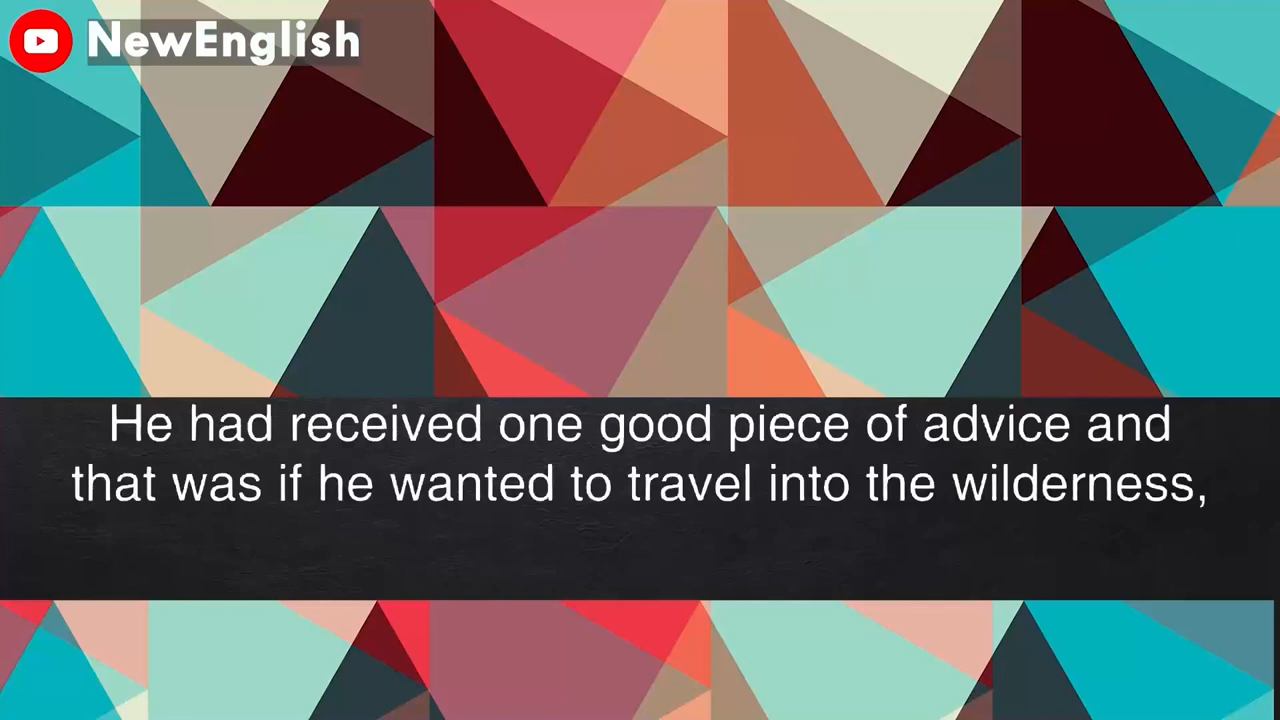 NewEnglish
He had received one good piece of advice and
that was if he wanted to travel into the wilderness,